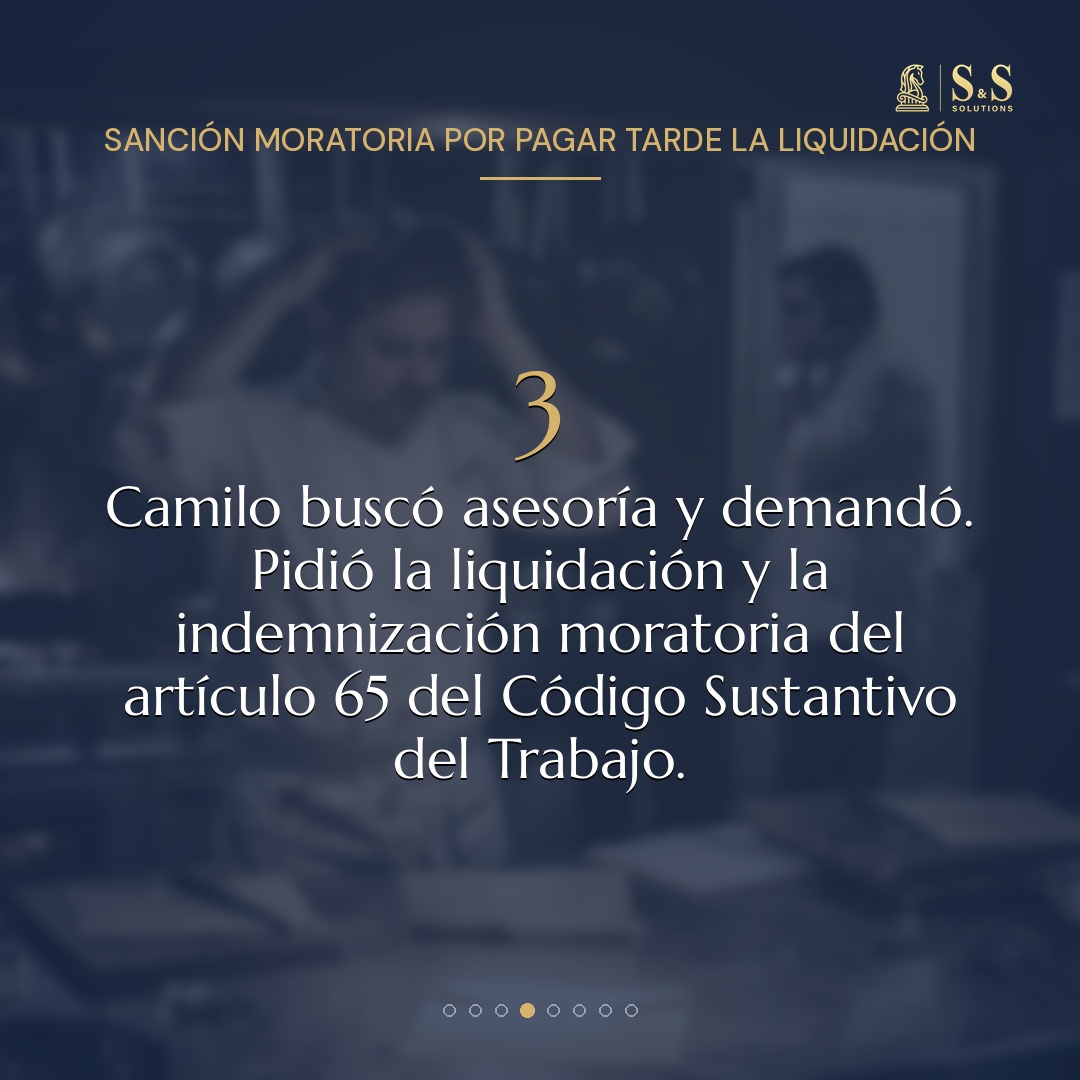 S&S
SOLUTIONS
SANCIÓN MORATORIA POR PAGAR TARDE LA LIQUIDACIÓN
3
Camilo buscó asesoría y demandó.
Pidió la liquidación y la
indemnización moratoria del
artículo 65 del Código Sustantivo
del Trabajo.